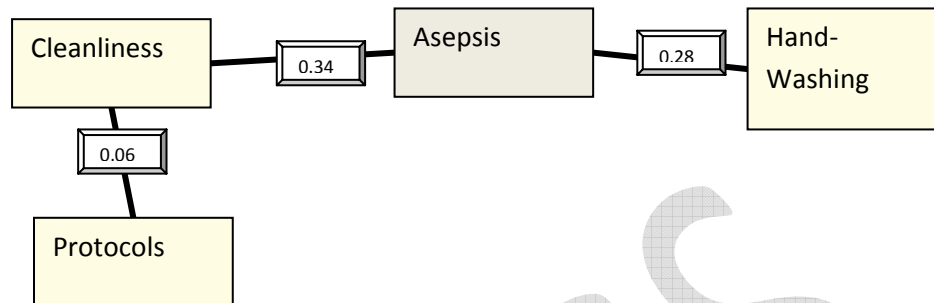 Cleanliness
0.34
Asepsis
0.28
Hand-
Washing
0.06
Protocols